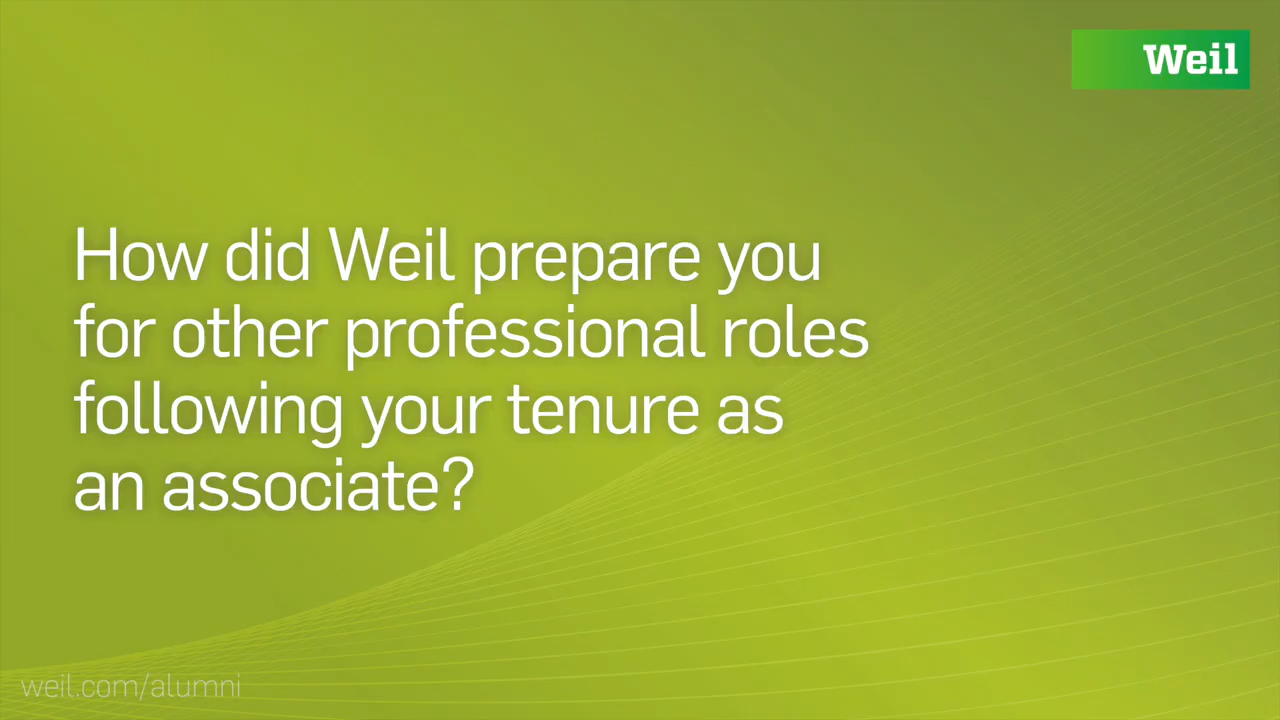 Weil
How did Weil prepare you
for other professional roles
following your tenure as
an associate?
weil.com/alumni